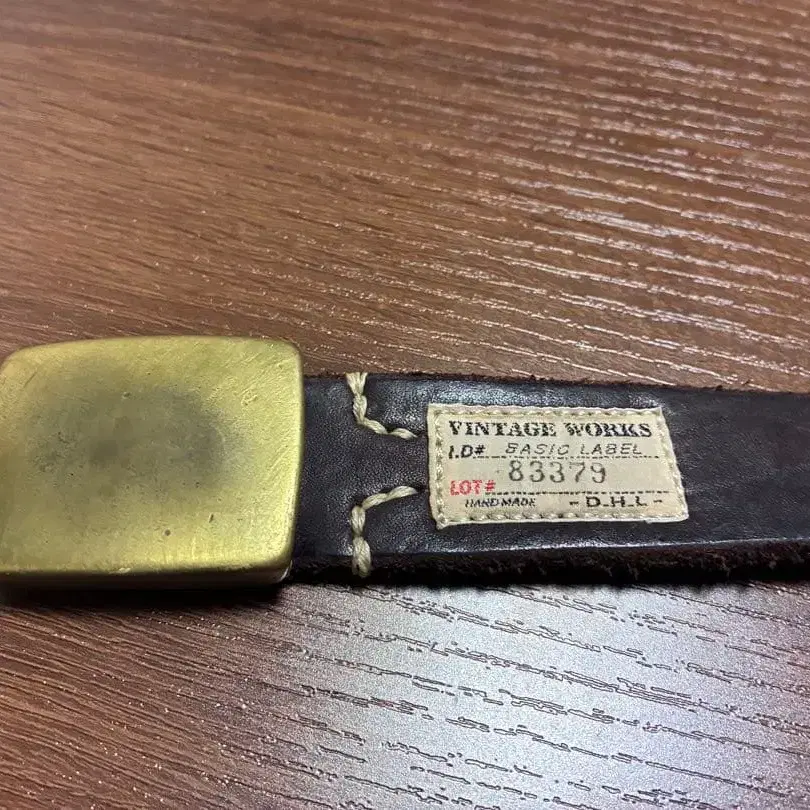 VINTAGE WORKS
I.D# BASIC LABEL
83379
LOT#
HAND MADE - D.H.L -